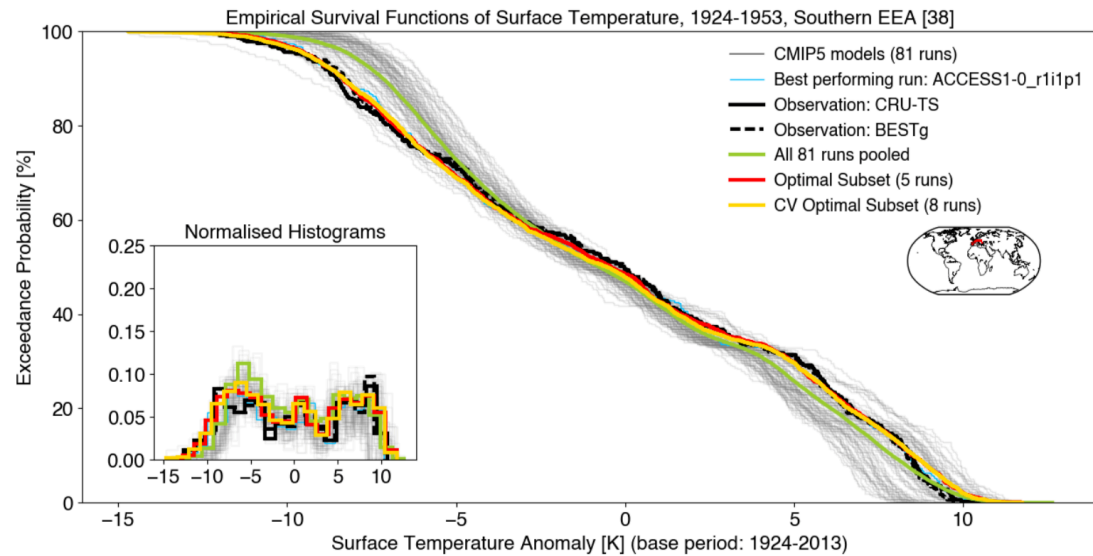 Empirical Survival Functions of Surface Temperature, 1924-1953, Southern EEA [38]
Exceedance Probability [%]
100
80
60
40
20
0
CMIP5 models (81 runs)
Best performing run: ACCESS1-0_r1i1p1
Observation: CRU-TS
Observation: BESTg
All 81 runs pooled
Optimal Subset (5 runs)
CV Optimal Subset (8 runs)
Normalised Histograms
0.25
0.20
0.15
0.10
0.05
0.00
−15 −10 −5 0 5 10
−15 −10 −5 0 5 10
Surface Temperature Anomaly [K] (base period: 1924-2013)